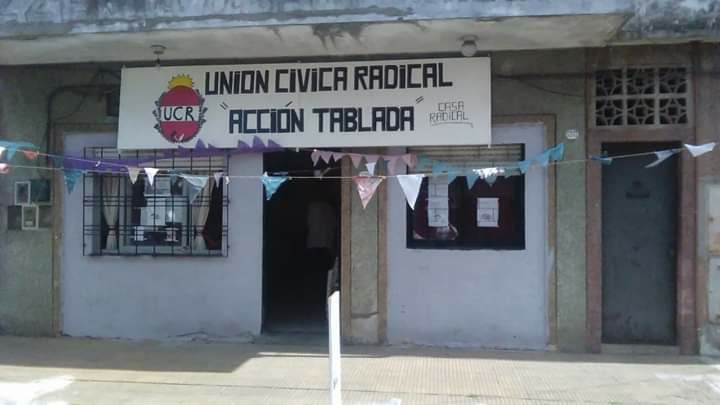 UNION CIVICA RADICAL
UCR
"ACCIÓN TABLADA"
CASA
RADICAL